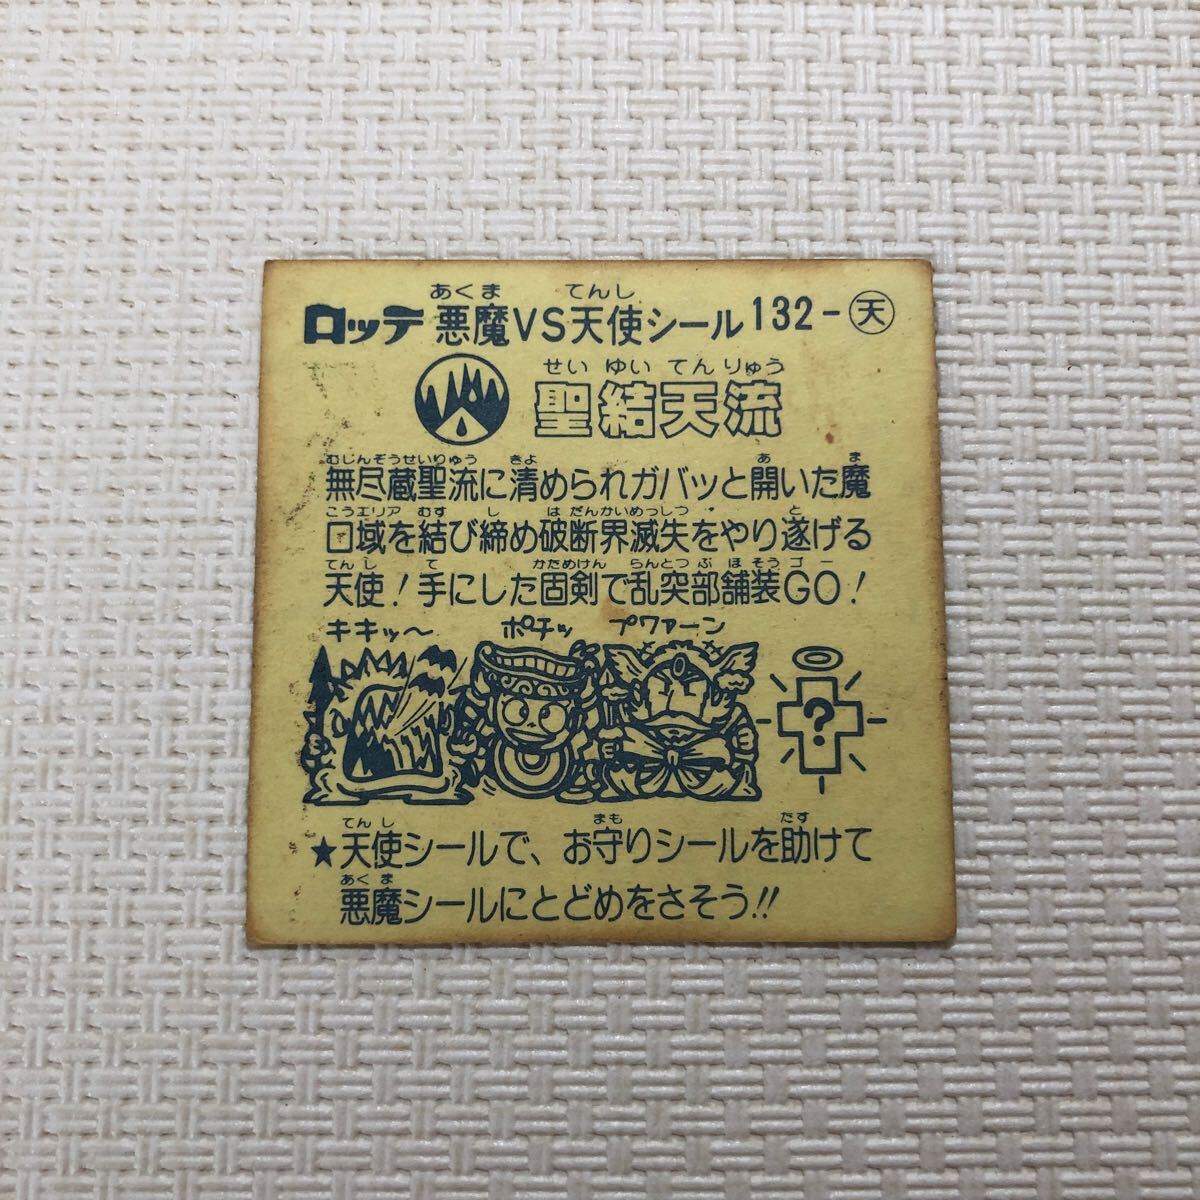 あくま てんし
ロッテ 悪魔VS天使シール 132-天
せい ゆい てん りゅう
聖結天流
むじんぞうせいりゅう きよ あ ま
無尽蔵聖流に清められガバッと開いた魔
こうエリア むす し は だんかいめっしつ と
口域を結び締め破断界滅失をやり遂げる
てんし て かためけん らんとつ ぶ ほ そう ゴー
天使！手にした固剣で乱突部舗装GO！
キキッ〜 ポチッ プワァーン
?
てんし まも たす
★天使シールで、お守りシールを助けて
あくま
悪魔シールにとどめをさそう!!